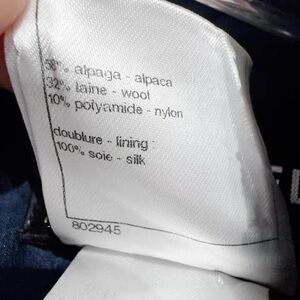 58% alpaga - alpaca
32% laine - wool
10% polyamide - nylon
doublure - lining :
100% soie - silk
802945